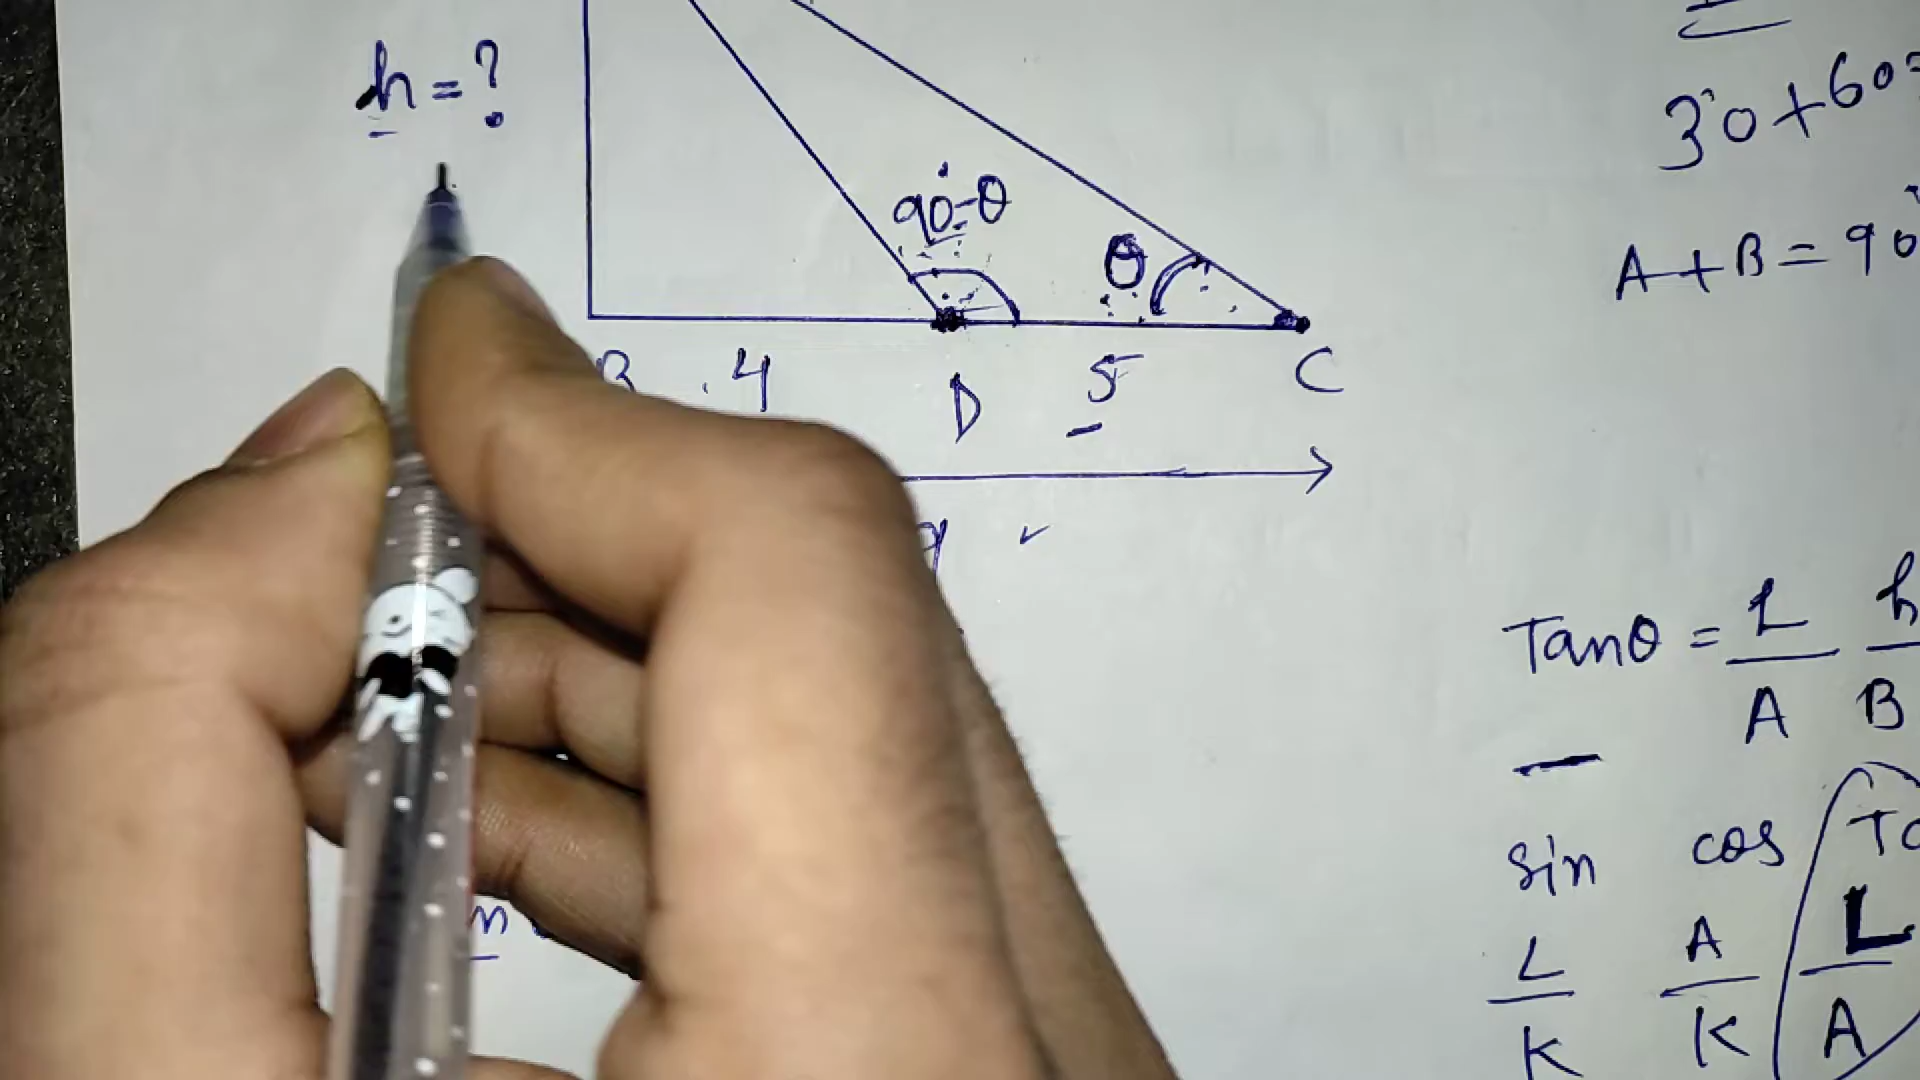 h = ?
90°-θ
θ
4
D
5
C
9 ✓
30°+60°
A+B=90°
Tanθ = L/A h/B
sin cos
L/K A/K L/A